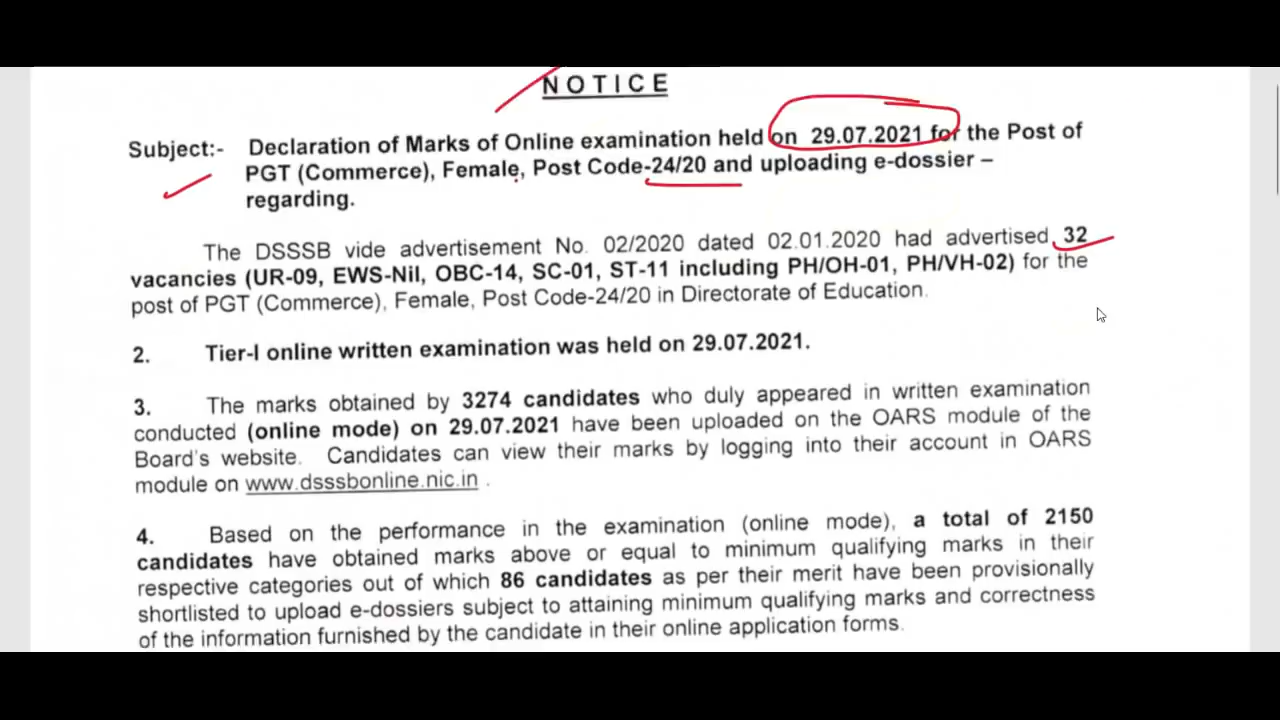 NOTICE
Subject:- Declaration of Marks of Online examination held on 29.07.2021 for the Post of
PGT (Commerce), Female, Post Code-24/20 and uploading e-dossier –
regarding.
The DSSSB vide advertisement No. 02/2020 dated 02.01.2020 had advertised 32
vacancies (UR-09, EWS-Nil, OBC-14, SC-01, ST-11 including PH/OH-01, PH/VH-02) for the
post of PGT (Commerce), Female, Post Code-24/20 in Directorate of Education.
2. Tier-I online written examination was held on 29.07.2021.
3. The marks obtained by 3274 candidates who duly appeared in written examination
conducted (online mode) on 29.07.2021 have been uploaded on the OARS module of the
Board's website. Candidates can view their marks by logging into their account in OARS
module on www.dsssbonline.nic.in .
4. Based on the performance in the examination (online mode), a total of 2150
candidates have obtained marks above or equal to minimum qualifying marks in their
respective categories out of which 86 candidates as per their merit have been provisionally
shortlisted to upload e-dossiers subject to attaining minimum qualifying marks and correctness
of the information furnished by the candidate in their online application forms.